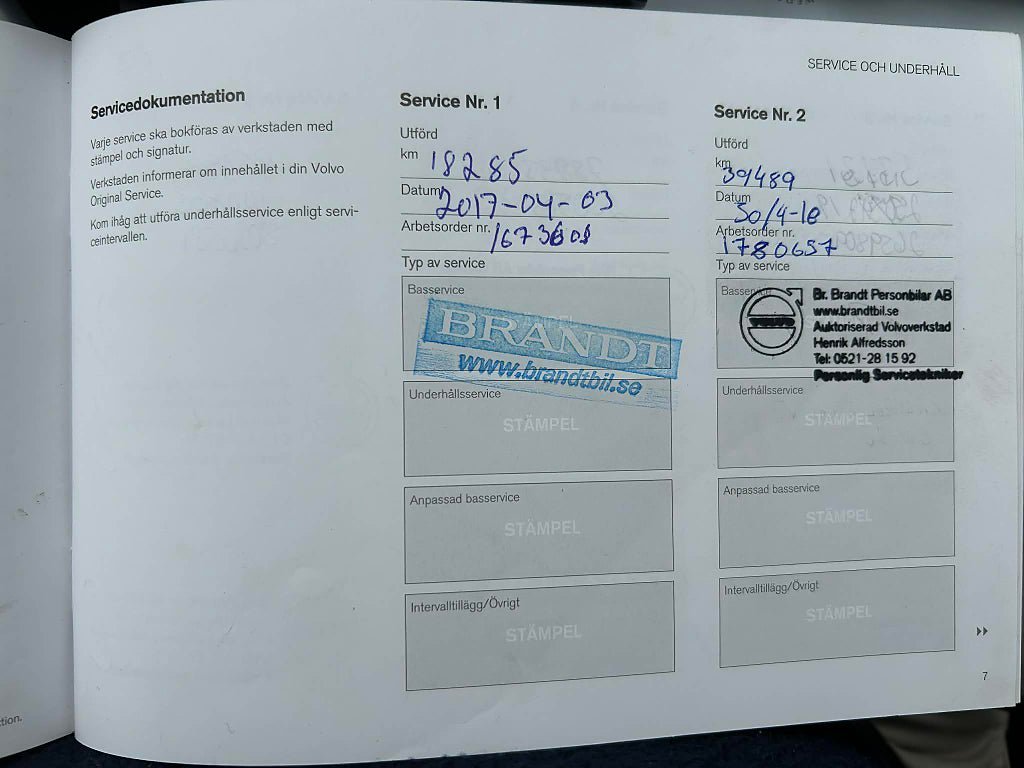 SERVICE OCH UNDERHÅLL
Servicedokumentation
Varje service ska bokföras av verkstaden med
stämpel och signatur.
Verkstaden informerar om innehållet i din Volvo
Original Service.
Kom ihåg att utföra underhållsservice enligt servi-
ceintervallen.
Service Nr. 1
Utförd
km 18285
Datum 2017-04-03
Arbetsorder nr.
Typ av service
Basservice
BRANDT
www.brandtbil.se
Underhållsservice
STÄMPEL
Anpassad basservice
STÄMPEL
Intervalltillägg/Övrigt
STÄMPEL
Service Nr. 2
Utförd
km 39489
Datum 30/4-18
Arbetsorder nr. 1780657
Typ av service
Basservice
VOLVO
Br. Brandt Personbilar AB
www.brandtbil.se
Auktoriserad Volvoverkstad
Henrik Alfredsson
Tel: 0521-28 15 92
Personlig Servicetekniker
Underhållsservice
STÄMPEL
Anpassad basservice
STÄMPEL
Intervalltillägg/Övrigt
STÄMPEL
7
tion.